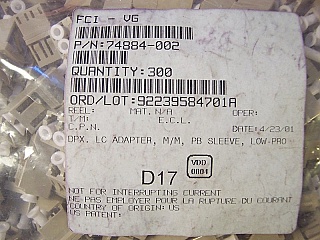 FCI - VG
P/N:74884-002
QUANTITY:300
ORD/LOT:92239584701A
REEL: MAT. N/A OPER:
T/M: E.C.L.
C.P.N. DATE:4/23/01
DPX. LC ADAPTER, M/M, PB SLEEVE, LOW-PRO
D17 VDD 0001
NOT FOR INTERRUPTING CURRENT
NE PAS EMPLOYER POUR LA RUPTURE DU COURANT
COUNTRY OF ORIGIN: US
US PATENT: